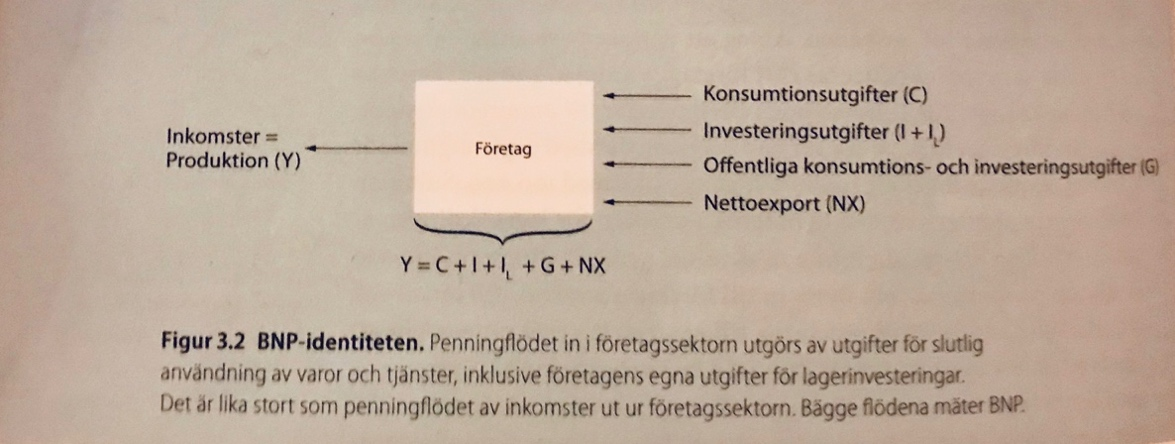 Konsumtionsutgifter (C)
Inkomster =
Produktion (Y)
Företag
Investeringsutgifter (I + I_L)
Offentliga konsumtions- och investeringsutgifter (G)
Nettoexport (NX)
Y = C + I + I_L + G + NX
Figur 3.2 BNP-identiteten. Penningflödet in i företagssektorn utgörs av utgifter för slutlig
användning av varor och tjänster, inklusive företagens egna utgifter för lagerinvesteringar.
Det är lika stort som penningflödet av inkomster ut ur företagssektorn. Bägge flödena mäter BNP.